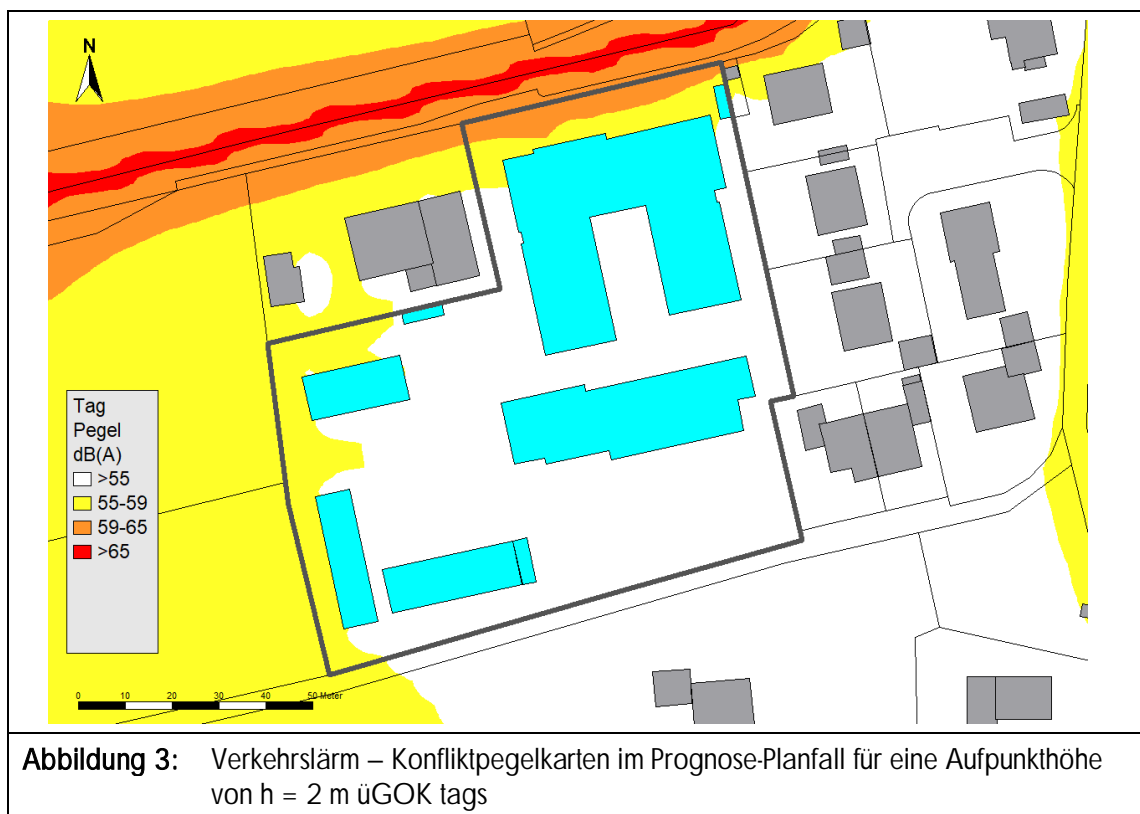 N
Tag
Pegel
dB(A)
>55
55-59
59-65
>65
0 10 20 30 40 50 Meter
Abbildung 3: Verkehrslärm – Konfliktpegelkarten im Prognose-Planfall für eine Aufpunkthöhe
von h = 2 m üGOK tags